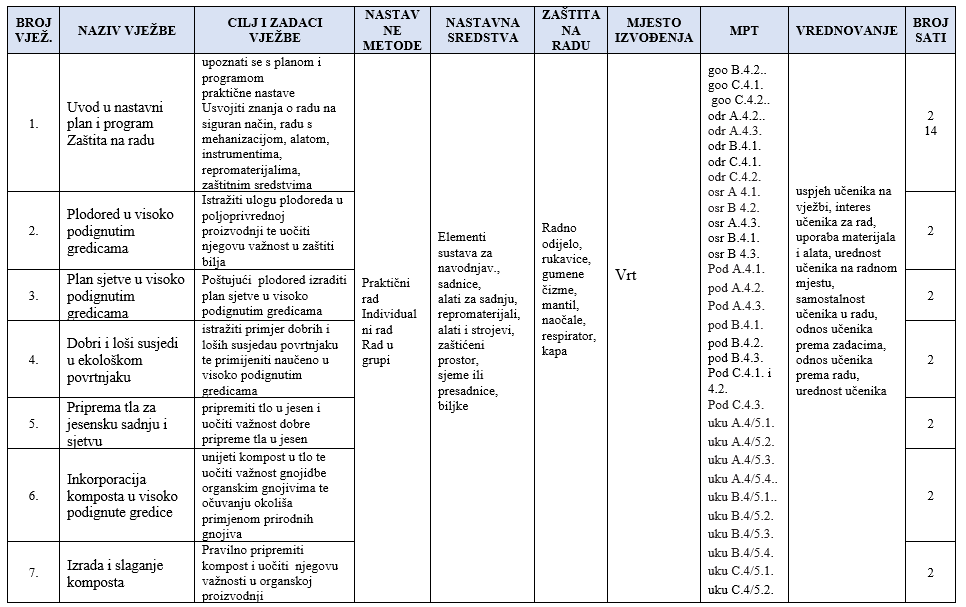 BROJ VJEŽ.
NAZIV VJEŽBE
CILJ I ZADACI
VJEŽBE
NASTAV
NE
METODE
NASTAVNA
SREDSTVA
ZAŠTITA
NA
RADU
MJESTO
IZVOĐENJA
MPT
VREDNOVANJE
BROJ
SATI
1.
Uvod u nastavni
plan i program
Zaštita na radu
upoznati se s planom i
programom
praktične nastave
Usvojiti znanja o radu na
siguran način, radu s
mehanizacijom, alatom,
instrumentima,
repromaterijalima,
zaštitnim sredstvima
2
14
2.
Plodored u visoko
podignutim
gredicama
Istražiti ulogu plodoreda u
poljoprivrednoj
proizvodnji te uočiti
njegovu važnost u zaštiti
bilja
2
3.
Plan sjetve u visoko
podignutim
gredicama
Poštujući  plodored izraditi
plan sjetve u visoko
podignutim gredicama
2
4.
Dobri i loši susjedi
u ekološkom
povrtnjaku
istražiti primjer dobrih i
loših susjedau povrtnjaku
te primijeniti naučeno u
visoko podignutim
gredicama
2
5.
Priprema tla za
jesensku sadnju i
sjetvu
pripremiti tlo u jesen i
uočiti važnost dobre
pripreme tla u jesen
2
6.
Inkorporacija
komposta u visoko
podignute gredice
unijeti kompost u tlo te
uočiti važnost gnojidbe
organskim gnojivima te
očuvanju okoliša
primjenom prirodnih
gnojiva
2
7.
Izrada i slaganje
komposta
Pravilno pripremiti
kompost i uočiti  njegovu
važnosti u organskoj
proizvodnji
2
Praktični
rad
Individual
ni rad
Rad u
grupi
Elementi
sustava za
navodnjav.,
sadnice,
alati za sadnju,
repromaterijali,
alati i strojevi,
zaštićeni
prostor,
sjeme ili
presadnice,
biljke
Radno
odijelo,
rukavice,
gumene
čizme,
mantil,
naočale,
respirator,
kapa
Vrt
goo B.4.2..
goo C.4.1.
goo C.4.2..
odr A.4.2..
odr A.4.3.
odr B.4.1.
odr C.4.1.
odr C.4.2.
osr A 4.1.
osr B 4.2.
osr A.4.3.
osr B.4.1.
osr B 4.3.
Pod A.4.1.
pod A.4.2.
Pod A.4.3.
pod B.4.1.
pod B.4.2.
pod B.4.3.
Pod C.4.1. i
4.2.
Pod C.4.3.
uku A.4/5.1.
uku A.4/5.2.
uku A.4/5.3.
uku A.4/5.4..
uku B.4/5.1..
uku B.4/5.2.
uku B.4/5.3.
uku B.4/5.4.
uku C.4/5.1.
uku C.4/5.2.
uspjeh učenika na
vježbi, interes
učenika za rad,
uporaba materijala
i alata, urednost
učenika na radnom
mjestu,
samostalnost
učenika u radu,
odnos učenika
prema zadacima,
odnos učenika
prema radu,
urednost učenika